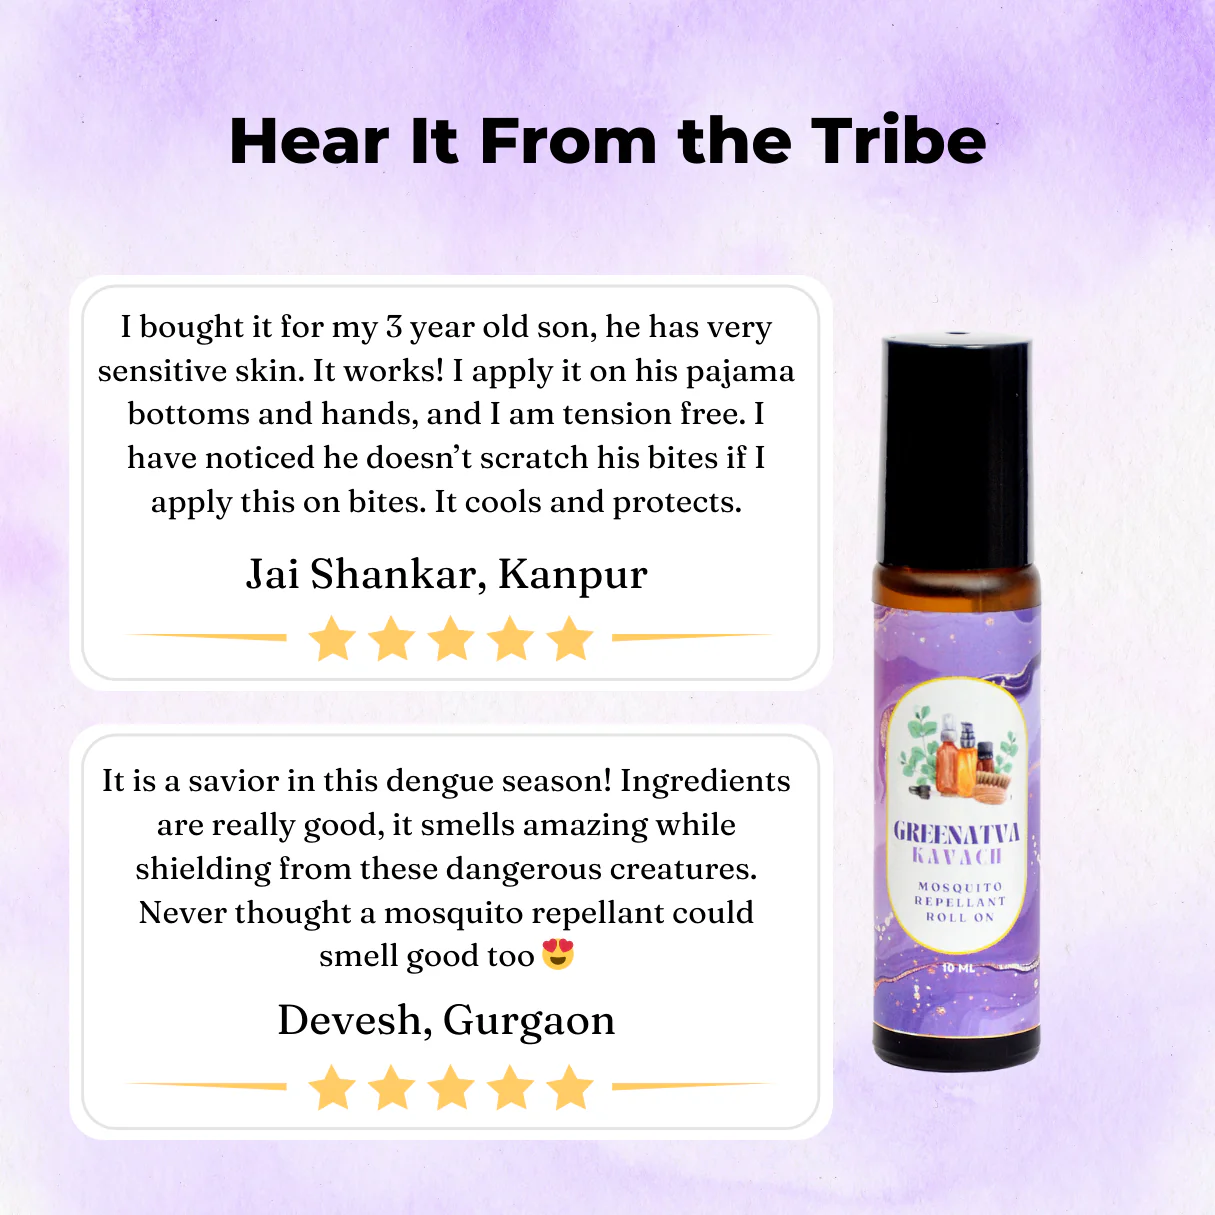 Hear It From the Tribe
I bought it for my 3 year old son, he has very
sensitive skin. It works! I apply it on his pajama
bottoms and hands, and I am tension free. I
have noticed he doesn’t scratch his bites if I
apply this on bites. It cools and protects.
Jai Shankar, Kanpur
It is a savior in this dengue season! Ingredients
are really good, it smells amazing while
shielding from these dangerous creatures.
Never thought a mosquito repellant could
smell good too 😍
Devesh, Gurgaon
GREENATVA
KAVACH
MOSQUITO
REPELLANT
ROLL ON
10 ML